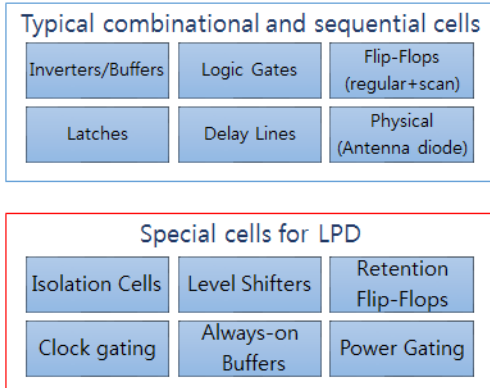 Typical combinational and sequential cells
Inverters/Buffers
Logic Gates
Flip-Flops
(regular+scan)
Latches
Delay Lines
Physical
(Antenna diode)
Special cells for LPD
Isolation Cells
Level Shifters
Retention
Flip-Flops
Clock gating
Always-on
Buffers
Power Gating